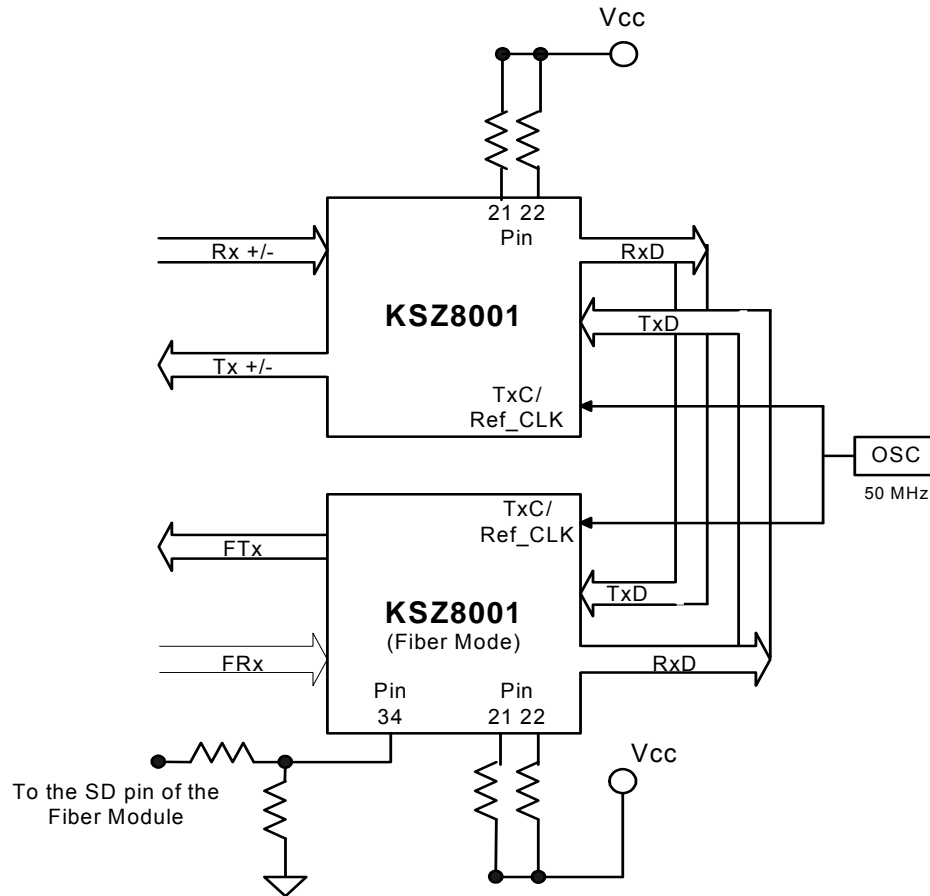 Vcc
21 22
Pin
Rx +/-
RxD
KSZ8001
TxD
Tx +/-
TxC/
Ref_CLK
OSC
50 MHz
TxC/
Ref_CLK
FTx
TxD
KSZ8001
(Fiber Mode)
FRx
RxD
Pin
34
Pin
21 22
Vcc
To the SD pin of the
Fiber Module